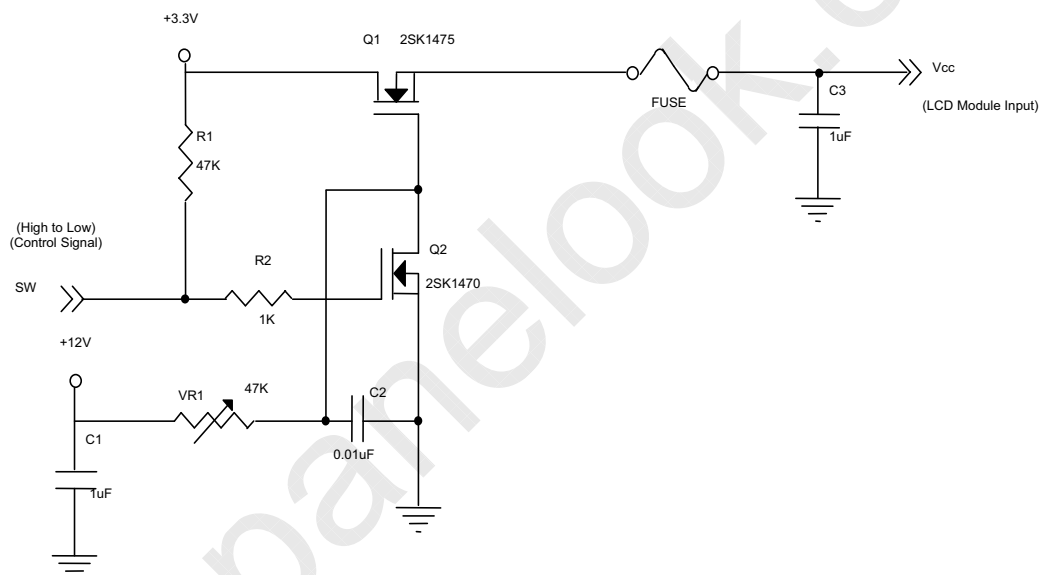 +3.3V
Q1 2SK1475
Vcc
FUSE
C3
(LCD Module Input)
1uF
R1
47K
(High to Low)
(Control Signal)
Q2
R2
2SK1470
SW
1K
+12V
VR1
47K
C2
C1
0.01uF
1uF
panelook.c